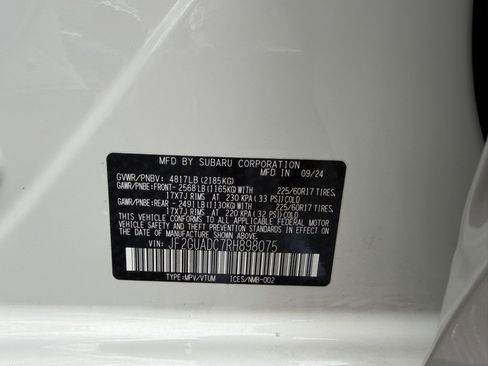 MFD BY SUBARU CORPORATION
MFD IN 09/24
GVWR/PNBV: 4817LB(2185KG)
GAWR/PNBE:FRONT- 2568LB(1165KG)WITH 225/60R17 TIRES,
17X7J RIMS AT 230 KPA(33 PSI)COLD
GAWR/PNBE:REAR - 2491LB(1130KG)WITH 225/60R17 TIRES,
17X7J RIMS AT 220 KPA(32 PSI)COLD
THIS VEHICLE CONFORMS TO ALL APPLICABLE FEDERAL MOTOR
VEHICLE SAFETY AND THEFT PREVENTION STANDARDS IN
EFFECT ON THE DATE OF MANUFACTURE SHOWN ABOVE.
VIN: JF2GUADC7RH898075
TYPE:MPV/VTUM ICES/NMB-002